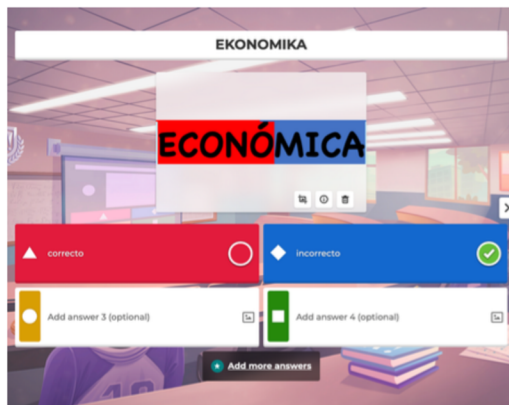 EKONOMIKA
ECONÓMICA
correcto
incorrecto
Add answer 3 (optional)
Add answer 4 (optional)
Add more answers